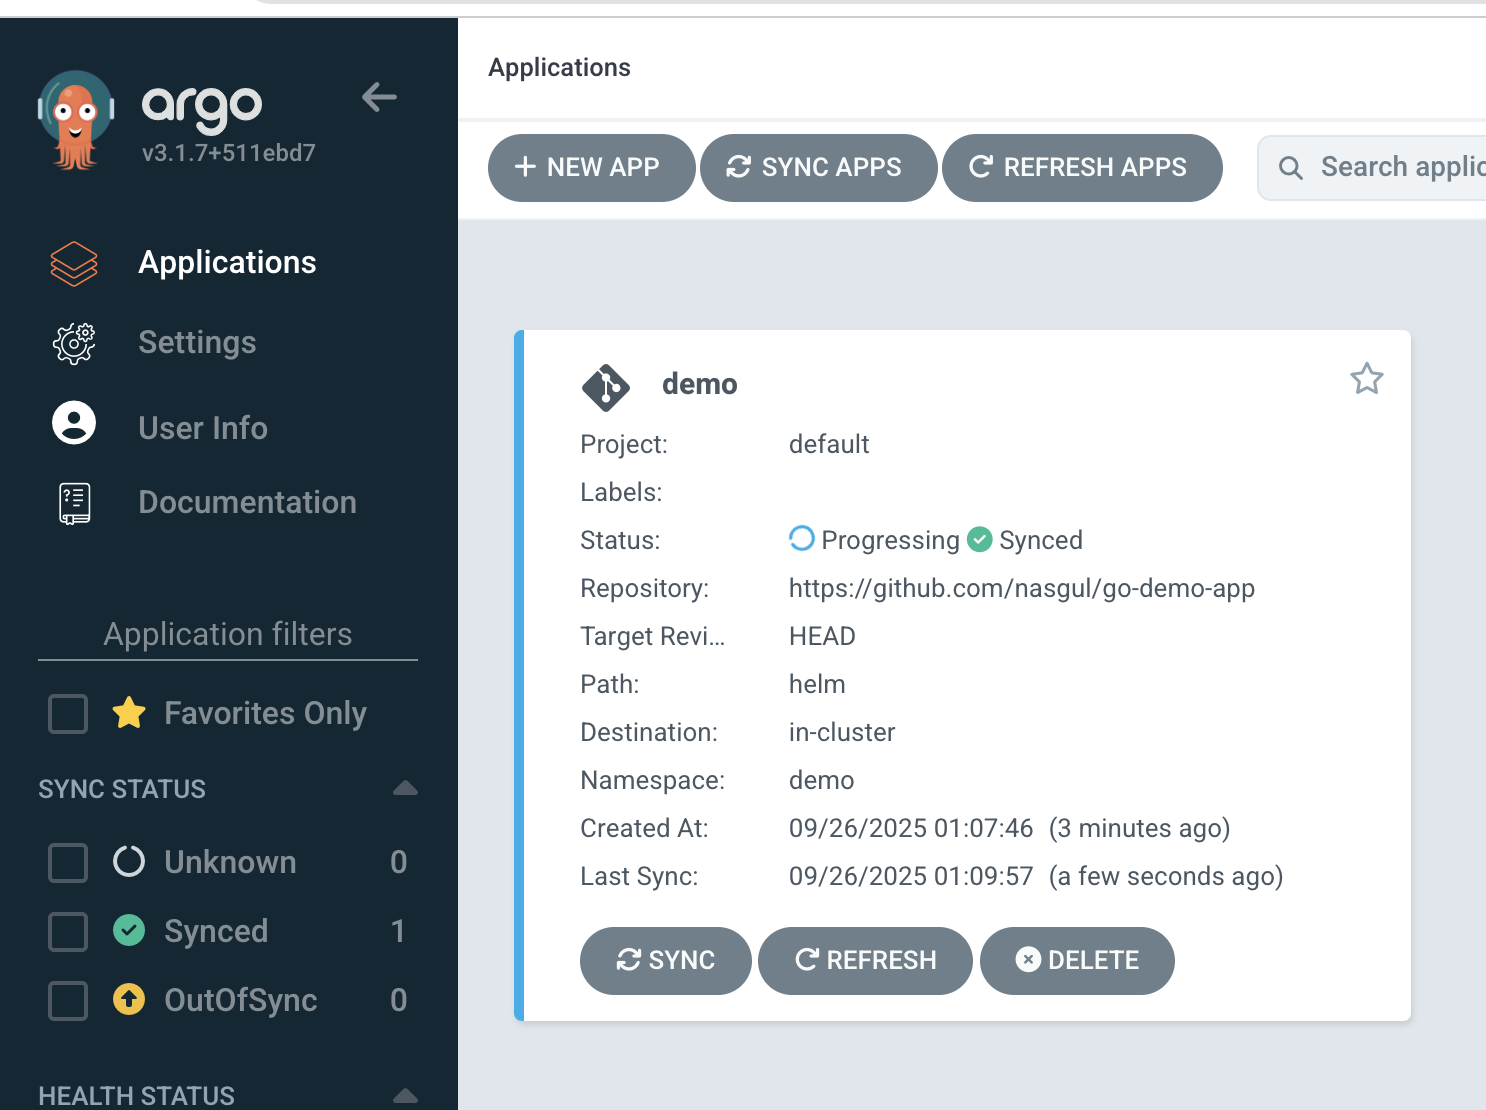 argo
v3.1.7+511ebd7
Applications
Settings
User Info
Documentation
Application filters
Favorites Only
SYNC STATUS
Unknown 0
Synced 1
OutOfSync 0
HEALTH STATUS
Applications
NEW APP SYNC APPS REFRESH APPS Search applic
demo
Project: default
Labels:
Status: Progressing Synced
Repository: https://github.com/nasgul/go-demo-app
Target Revi... HEAD
Path: helm
Destination: in-cluster
Namespace: demo
Created At: 09/26/2025 01:07:46 (3 minutes ago)
Last Sync: 09/26/2025 01:09:57 (a few seconds ago)
SYNC REFRESH DELETE